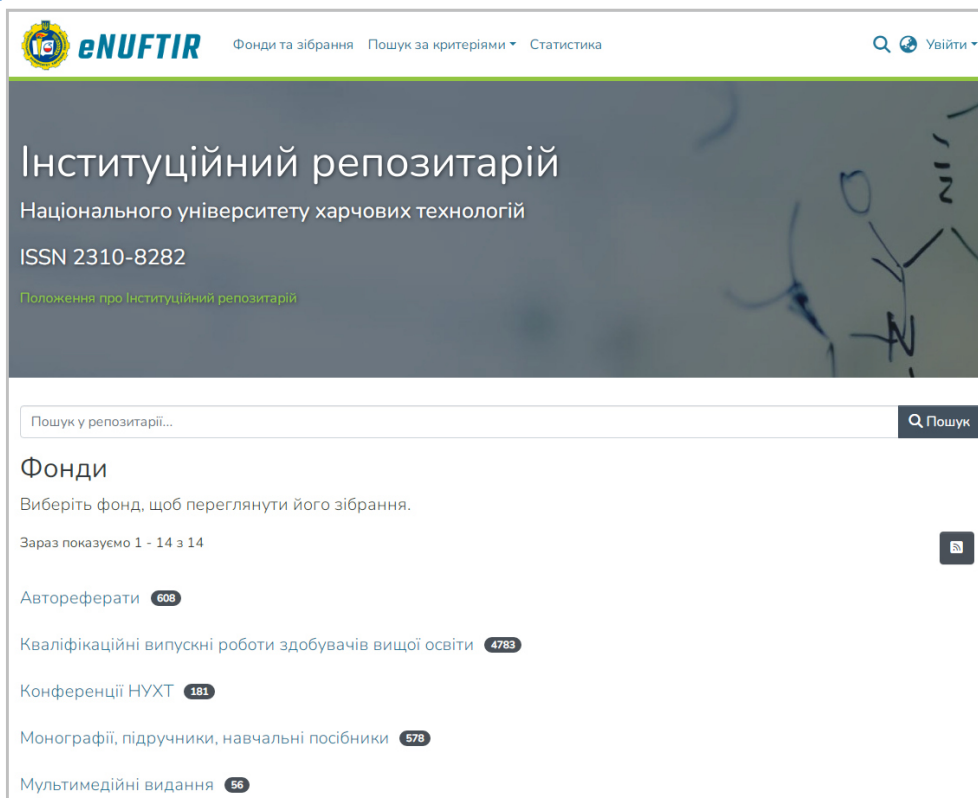 eNUFTIR
Фонди та зібрання Пошук за критеріями Статистика Увійти
Інституційний репозитарій
Національного університету харчових технологій
ISSN 2310-8282
Положення про Інституційний репозитарій
Пошук у репозитарії...
Пошук
Фонди
Виберіть фонд, щоб переглянути його зібрання.
Зараз показуємо 1 - 14 з 14
Автореферати 608
Кваліфікаційні випускні роботи здобувачів вищої освіти 4783
Конференції НУХТ 181
Монографії, підручники, навчальні посібники 578
Мультимедійні видання 56